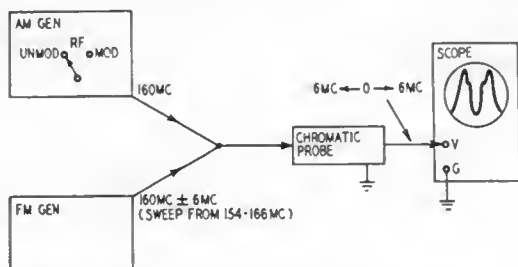 AM GEN
RF
UNMOD
MOD
160MC
6MC ← 0 → 6MC
SCOPE
CHROMATIC
PROBE
V
G
160MC ± 6MC
(SWEEP FROM 154-166MC)
FM GEN